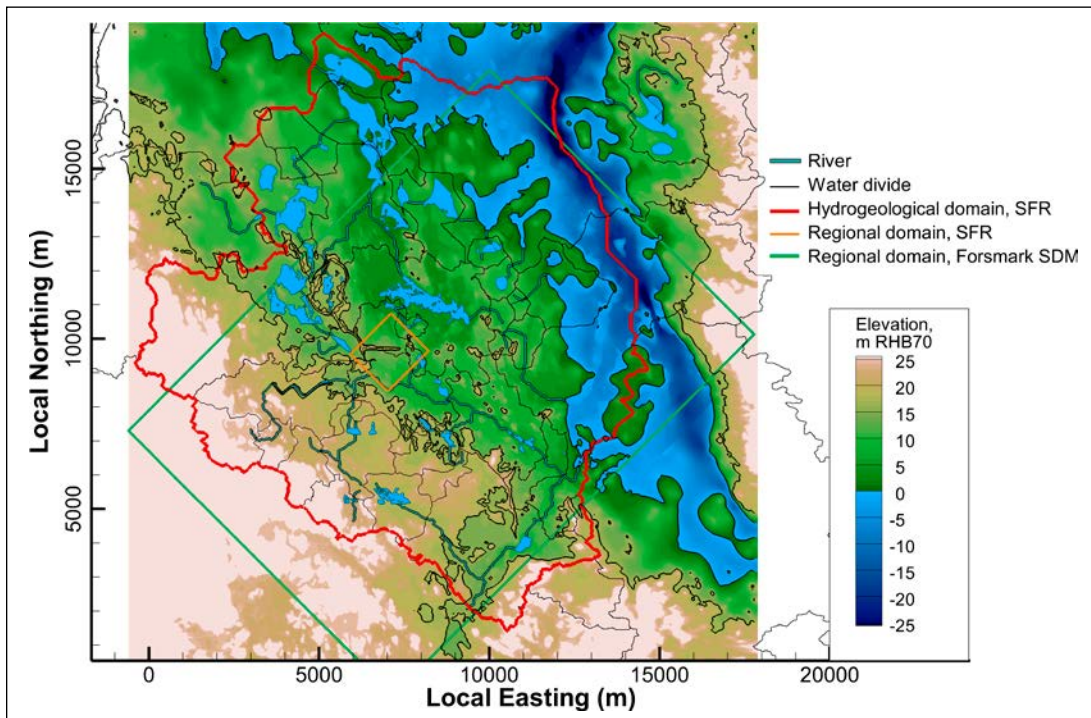 15000
10000
5000
Local Northing (m)
0
5000
10000
15000
20000
Local Easting (m)
River
Water divide
Hydrogeological domain, SFR
Regional domain, SFR
Regional domain, Forsmark SDM
Elevation,
m RHB70
25
20
15
10
5
0
-5
-10
-15
-20
-25